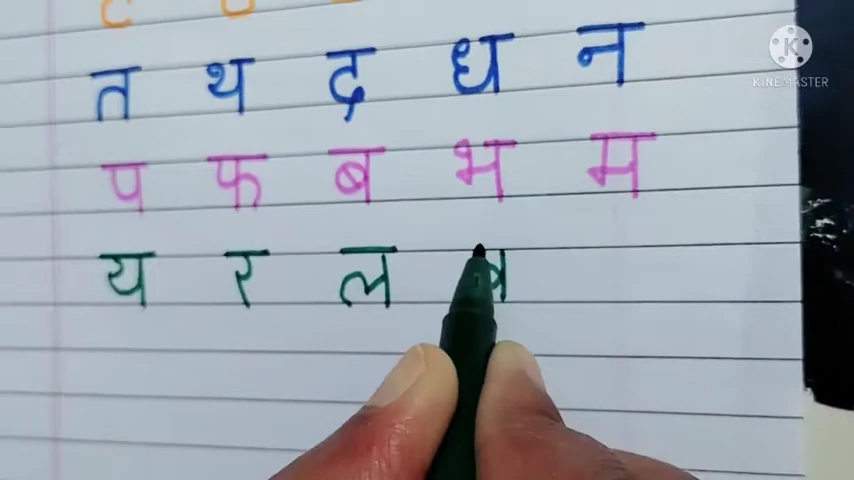 KINEMASTER
त थ द ध न
प फ ब भ म
य र ल व